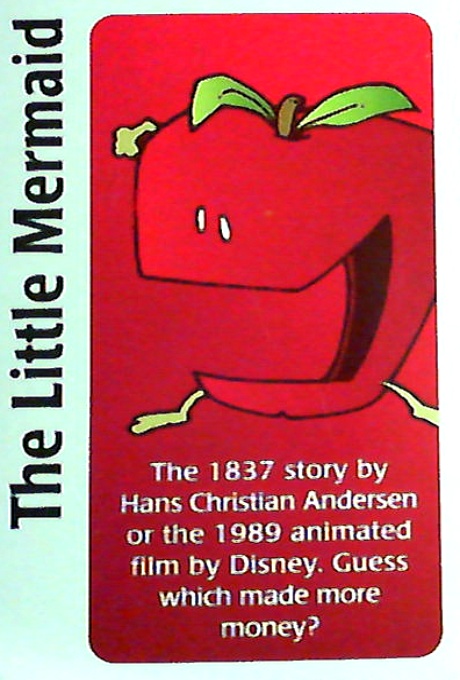 The Little Mermaid
The 1837 story by
Hans Christian Andersen
or the 1989 animated
film by Disney. Guess
which made more
money?